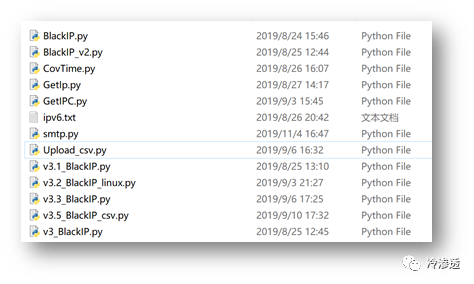 BlackIP.py 2019/8/24 15:46 Python File
BlackIP_v2.py 2019/8/25 12:44 Python File
CovTime.py 2019/8/26 16:07 Python File
GetIp.py 2019/8/27 14:17 Python File
GetIPC.py 2019/9/3 15:45 Python File
ipv6.txt 2019/8/26 20:42 文本文档
smtp.py 2019/11/4 16:47 Python File
Upload_csv.py 2019/9/6 16:32 Python File
v3.1_BlackIP.py 2019/8/25 13:10 Python File
v3.2_BlackIP_linux.py 2019/9/3 21:27 Python File
v3.3_BlackIP.py 2019/9/6 17:25 Python File
v3.5_BlackIP_csv.py 2019/9/10 17:32 Python File
v3_BlackIP.py 2019/8/25 12:45 Python File
冷渗透